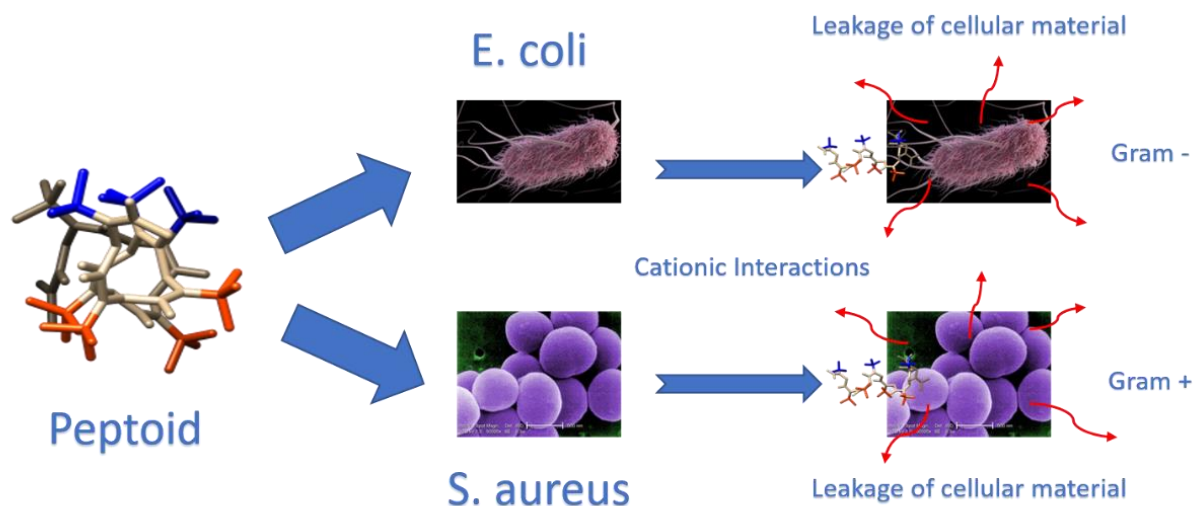 Leakage of cellular material
E. coli
Gram -
Cationic Interactions
Peptoid
Gram +
S. aureus
Leakage of cellular material